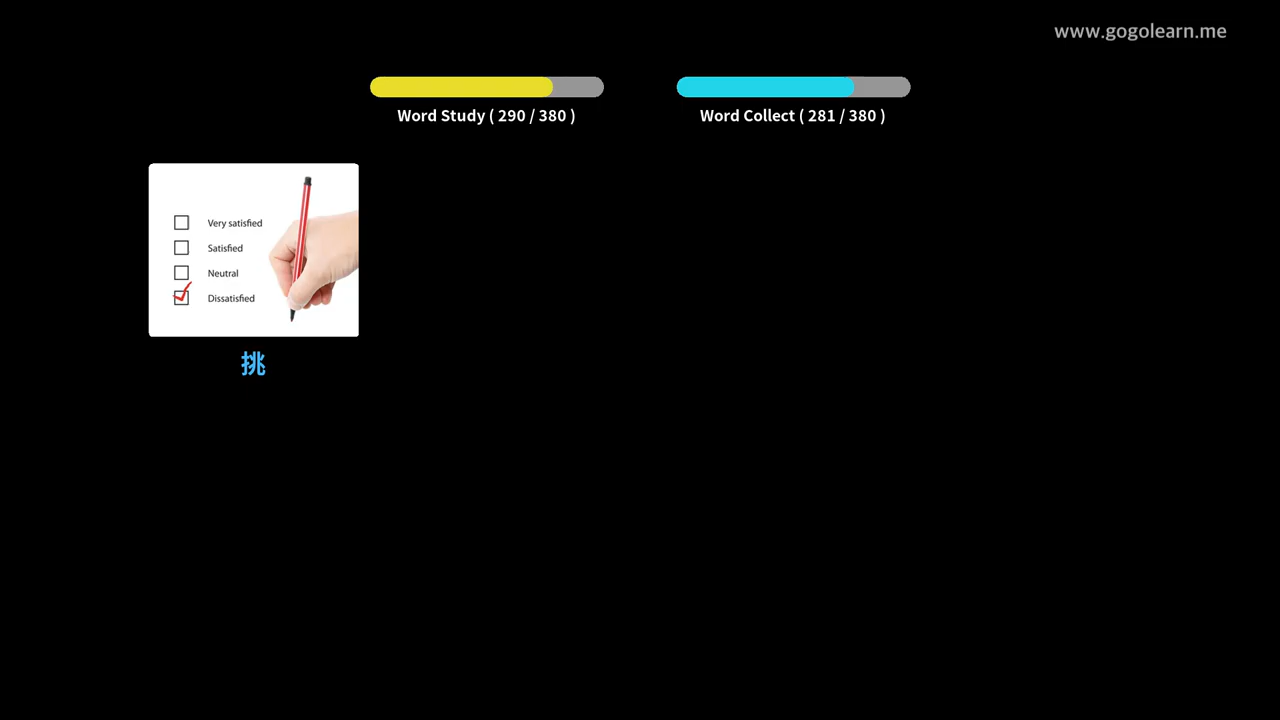 www.gogolearn.me
Word Study ( 290 / 380 )
Word Collect ( 281 / 380 )
Very satisfied
Satisfied
Neutral
Dissatisfied
挑